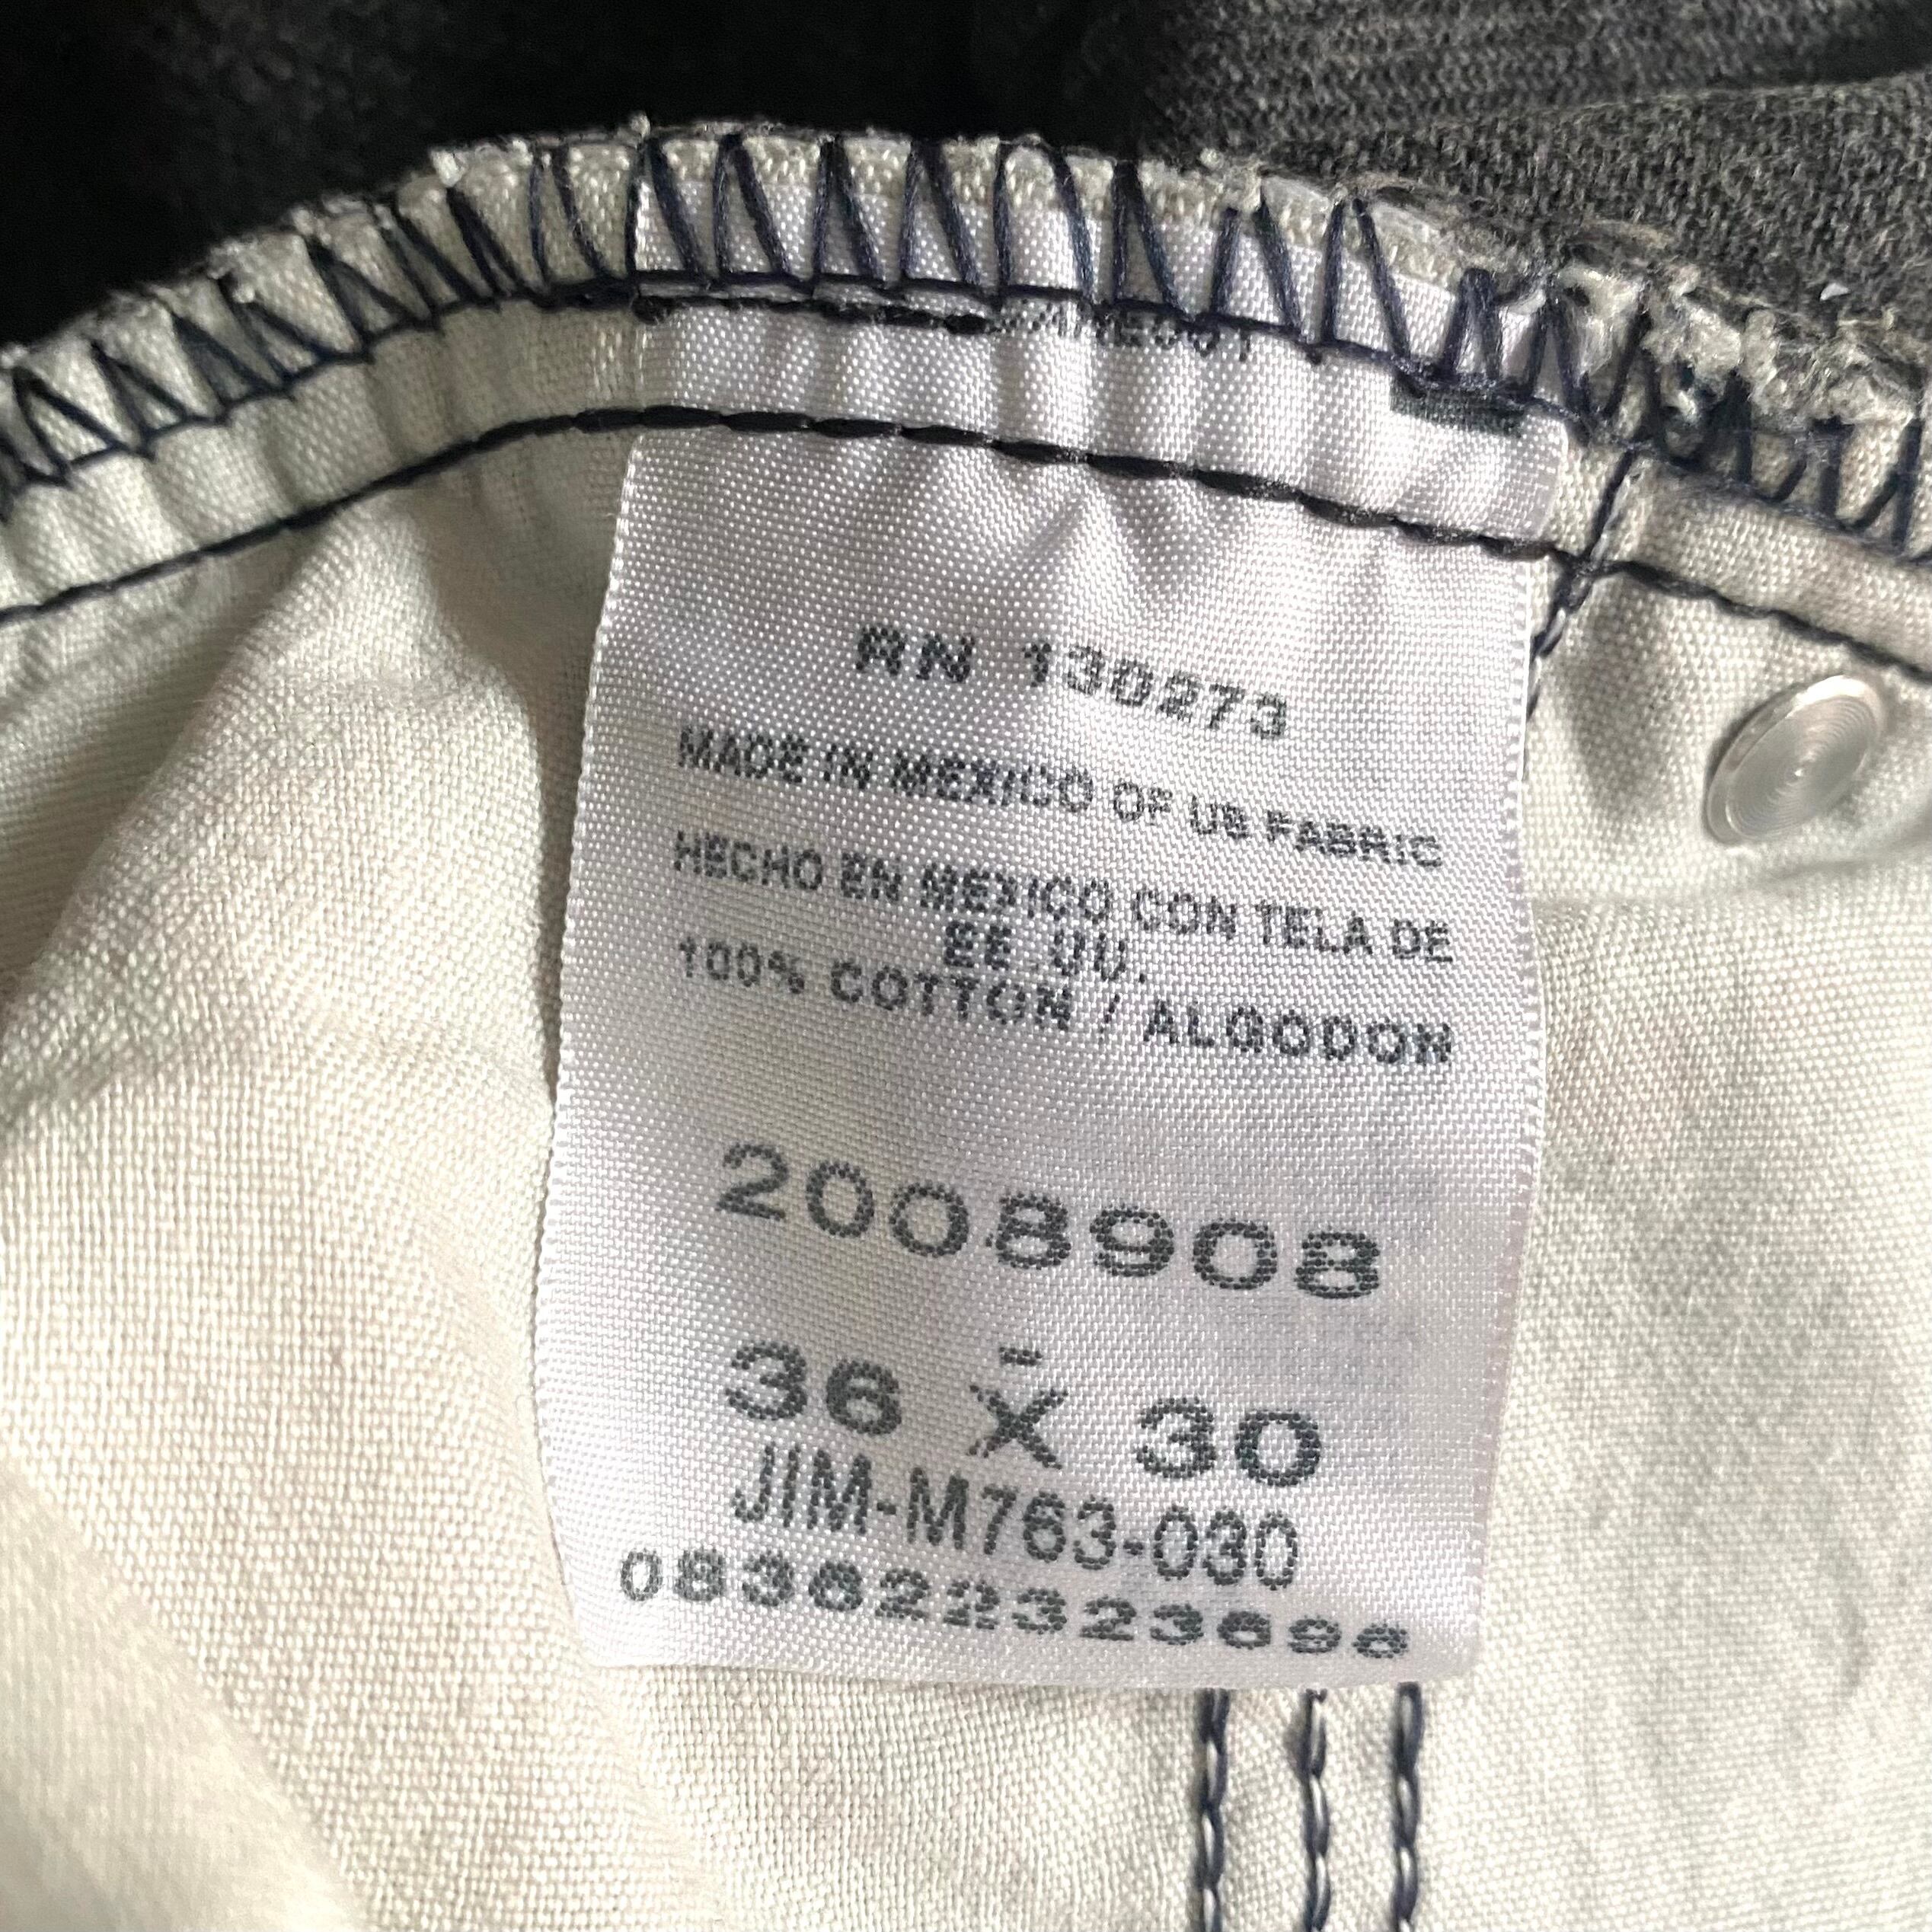 RN 130273
MADE IN MEXICO OF US FABRIC
HECHO EN MEXICO CON TELA DE
EE.UU.
100% COTTON / ALGODON
2008908
36 X 30
JIM-M763-030
083622323696